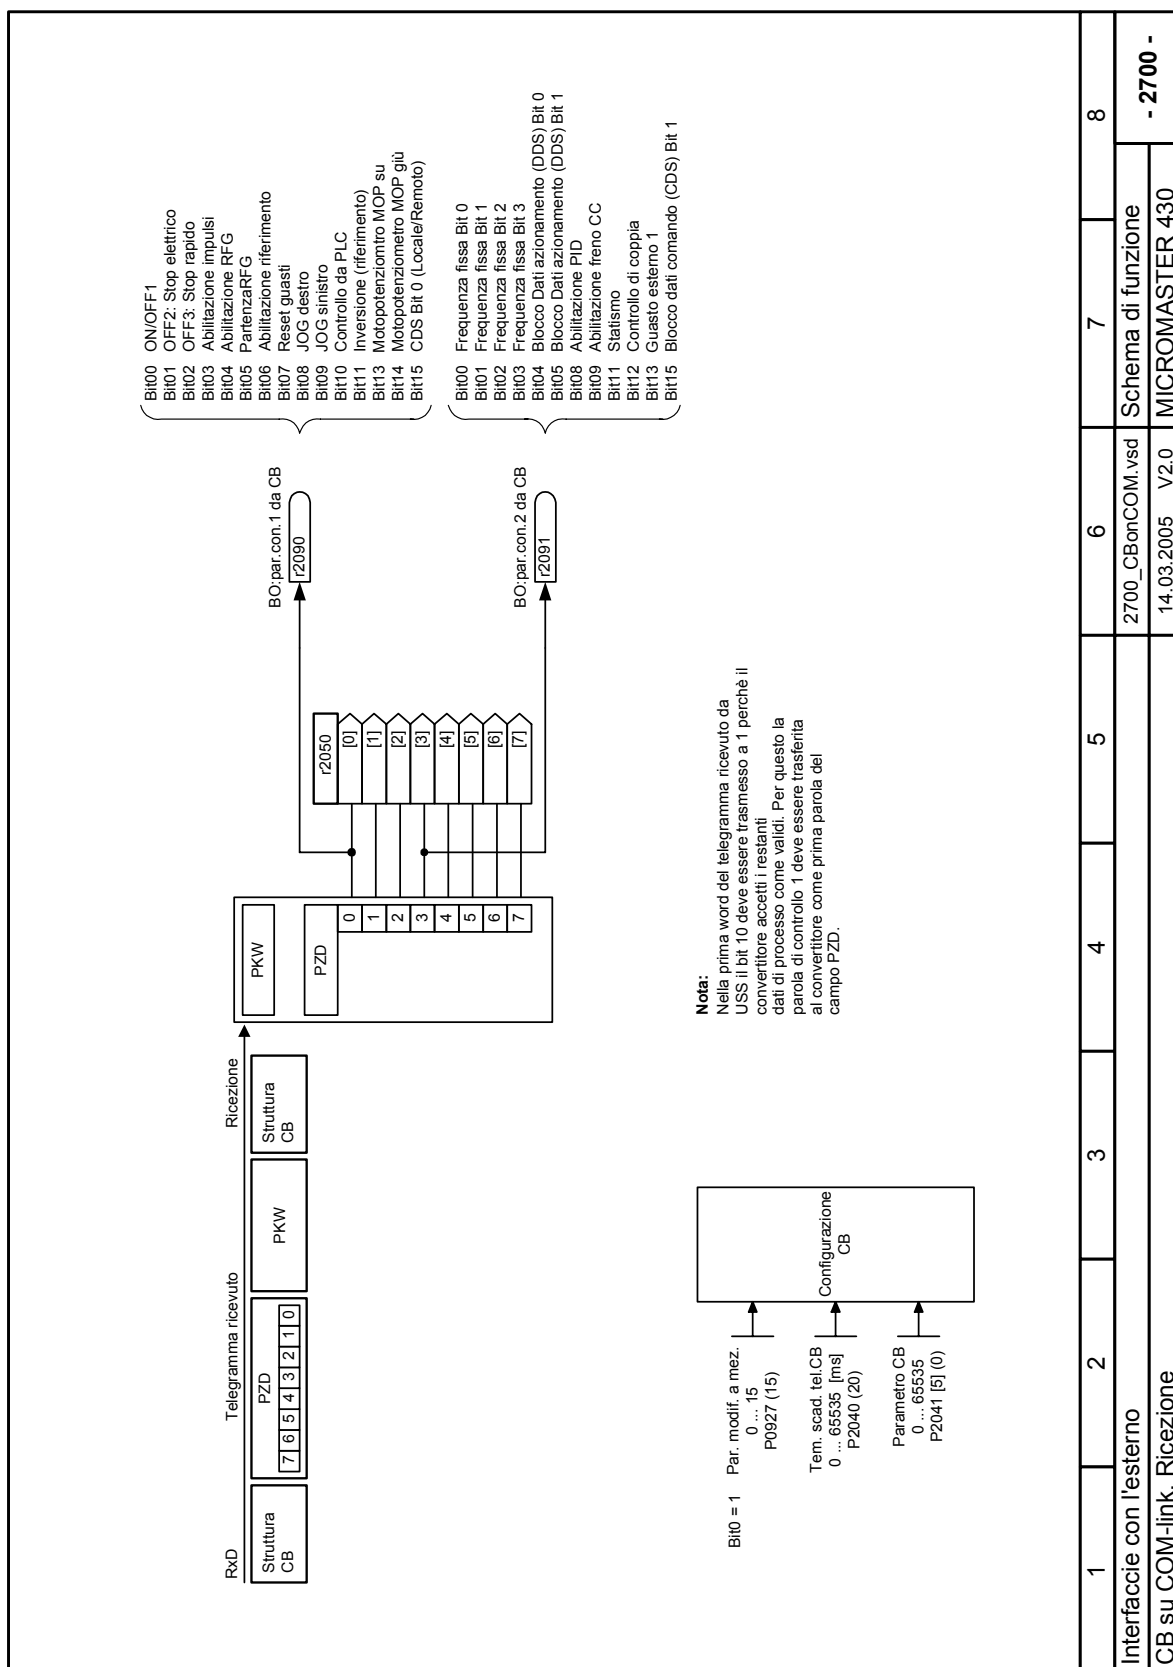 RxD
Telegramma ricevuto
Ricezione
Struttura
CB
PZD
7 6 5 4 3 2 1 0
PKW
Struttura
CB
PKW
PZD
0
1
2
3
4
5
6
7
r2050
[0]
[1]
[2]
[3]
[4]
[5]
[6]
[7]
BO:par.con.1 da CB
r2090
Bit00 ON/OFF1
Bit01 OFF2: Stop elettrico
Bit02 OFF3: Stop rapido
Bit03 Abilitazione impulsi
Bit04 Abilitazione RFG
Bit05 PartenzaRFG
Bit06 Abilitazione riferimento
Bit07 Reset guasti
Bit08 JOG destro
Bit09 JOG sinistro
Bit10 Controllo da PLC
Bit11 Inversione (riferimento)
Bit13 Motopotenziomtro MOP su
Bit14 Motopotenziometro MOP giù
Bit15 CDS Bit 0 (Locale/Remoto)
BO:par.con.2 da CB
r2091
Bit00 Frequenza fissa Bit 0
Bit01 Frequenza fissa Bit 1
Bit02 Frequenza fissa Bit 2
Bit03 Frequenza fissa Bit 3
Bit04 Blocco Dati azionamento (DDS) Bit 0
Bit05 Blocco Dati azionamento (DDS) Bit 1
Bit08 Abilitazione PID
Bit09 Abilitazione freno CC
Bit11 Statismo
Bit12 Controllo di coppia
Bit13 Guasto esterno 1
Bit15 Blocco dati comando (CDS) Bit 1
Bit0 = 1
Par. modif. a mez.
0 ... 15
P0927 (15)
Tem. scad. tel.CB
0 ... 65535 [ms]
P2040 (20)
Parametro CB
0 ... 65535
P2041 [5] (0)
Configurazione
CB
Nota:
Nella prima word del telegramma ricevuto da
USS il bit 10 deve essere trasmesso a 1 perchè il
convertitore accetti i restanti
dati di processo come validi. Per questo la
parola di controllo 1 deve essere trasferita
al convertitore come prima parola del
campo PZD.
1 2 3 4 5 6 7 8
Interfaccie con l'esterno
2700_CBonCOM.vsd
Schema di funzione
- 2700 -
CB su COM-link, Ricezione
14.03.2005 V2.0
MICROMASTER 430